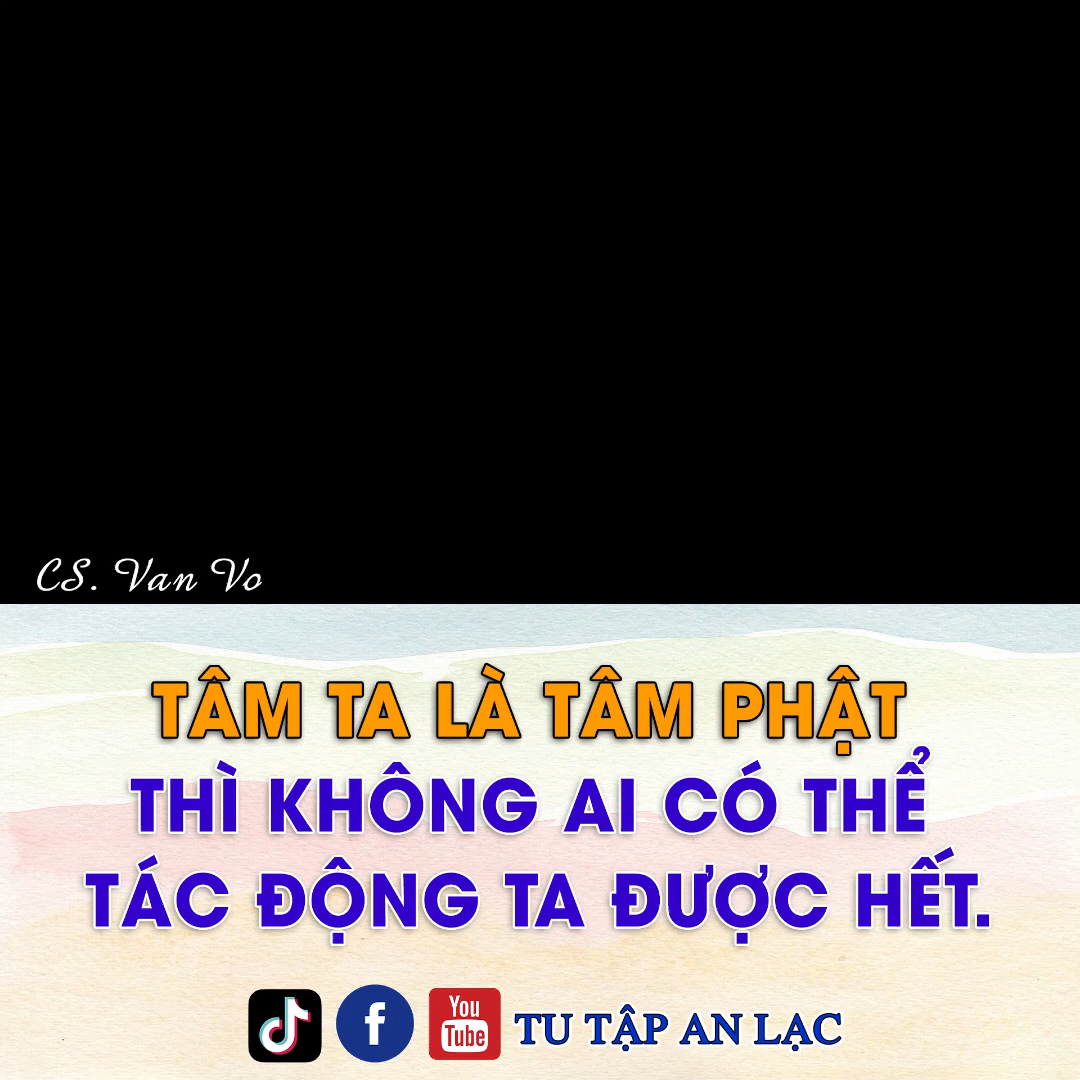 CS. Van Vo
TÂM TA LÀ TÂM PHẬT
THÌ KHÔNG AI CÓ THỂ
TÁC ĐỘNG TA ĐƯỢC HẾT.
You
Tube
TU TẬP AN LẠC